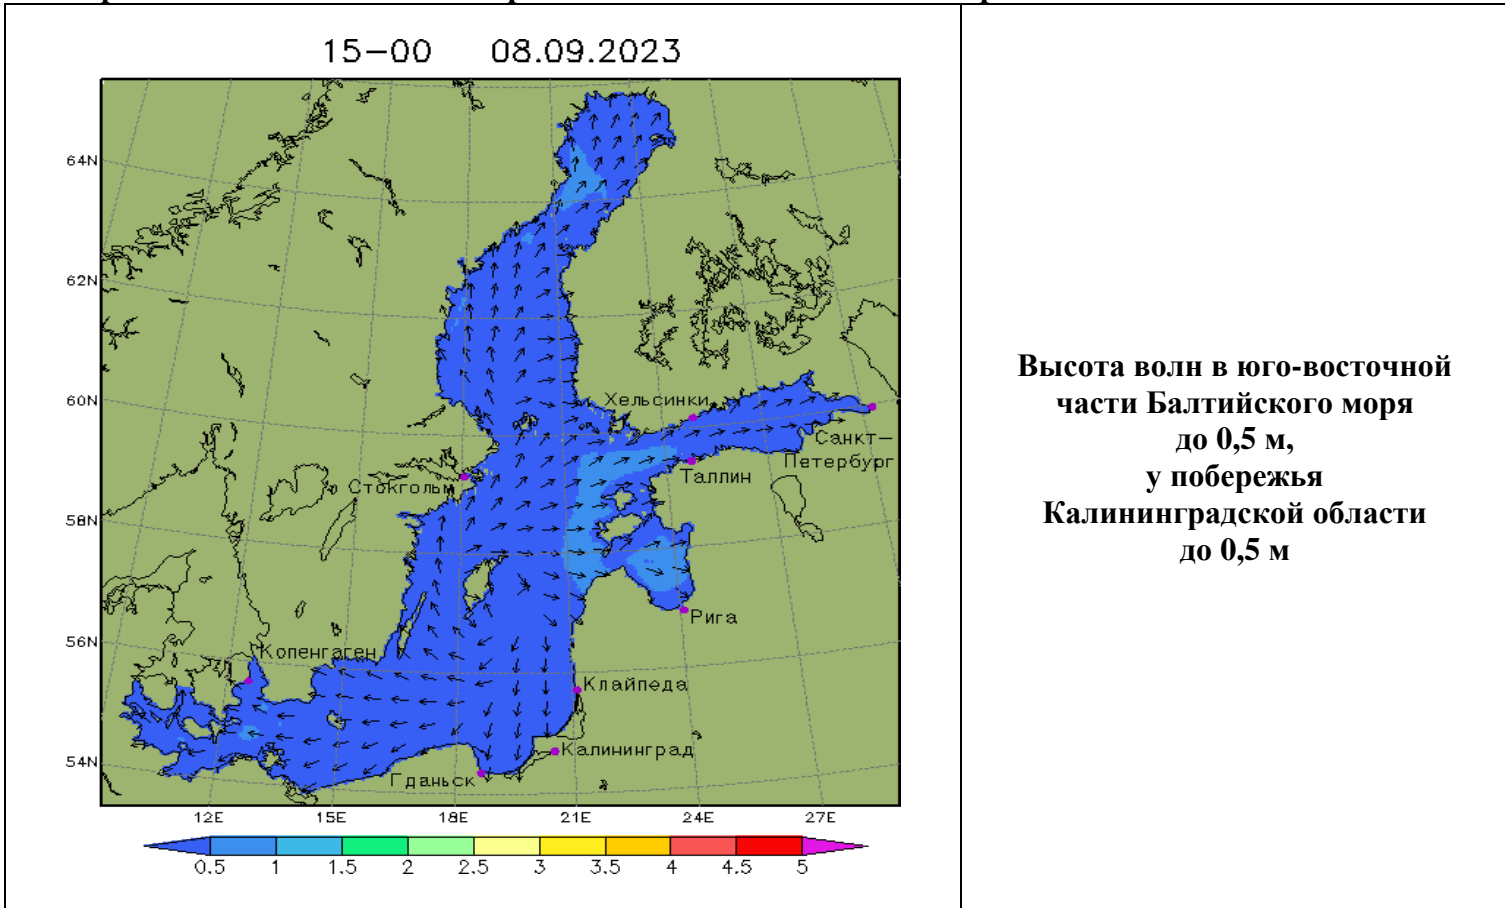 15-00 08.09.2023
64N
62N
60N
58N
56N
54N
Хельсинки
Санкт-
Петербург
Таллин
Стокгольм
Рига
Копенгаген
Клайпеда
Калининград
Гданьск
12E 15E 18E 21E 24E 27E
0.5 1 1.5 2 2.5 3 3.5 4 4.5 5
Высота волн в юго-восточной
части Балтийского моря
до 0,5 м,
у побережья
Калининградской области
до 0,5 м